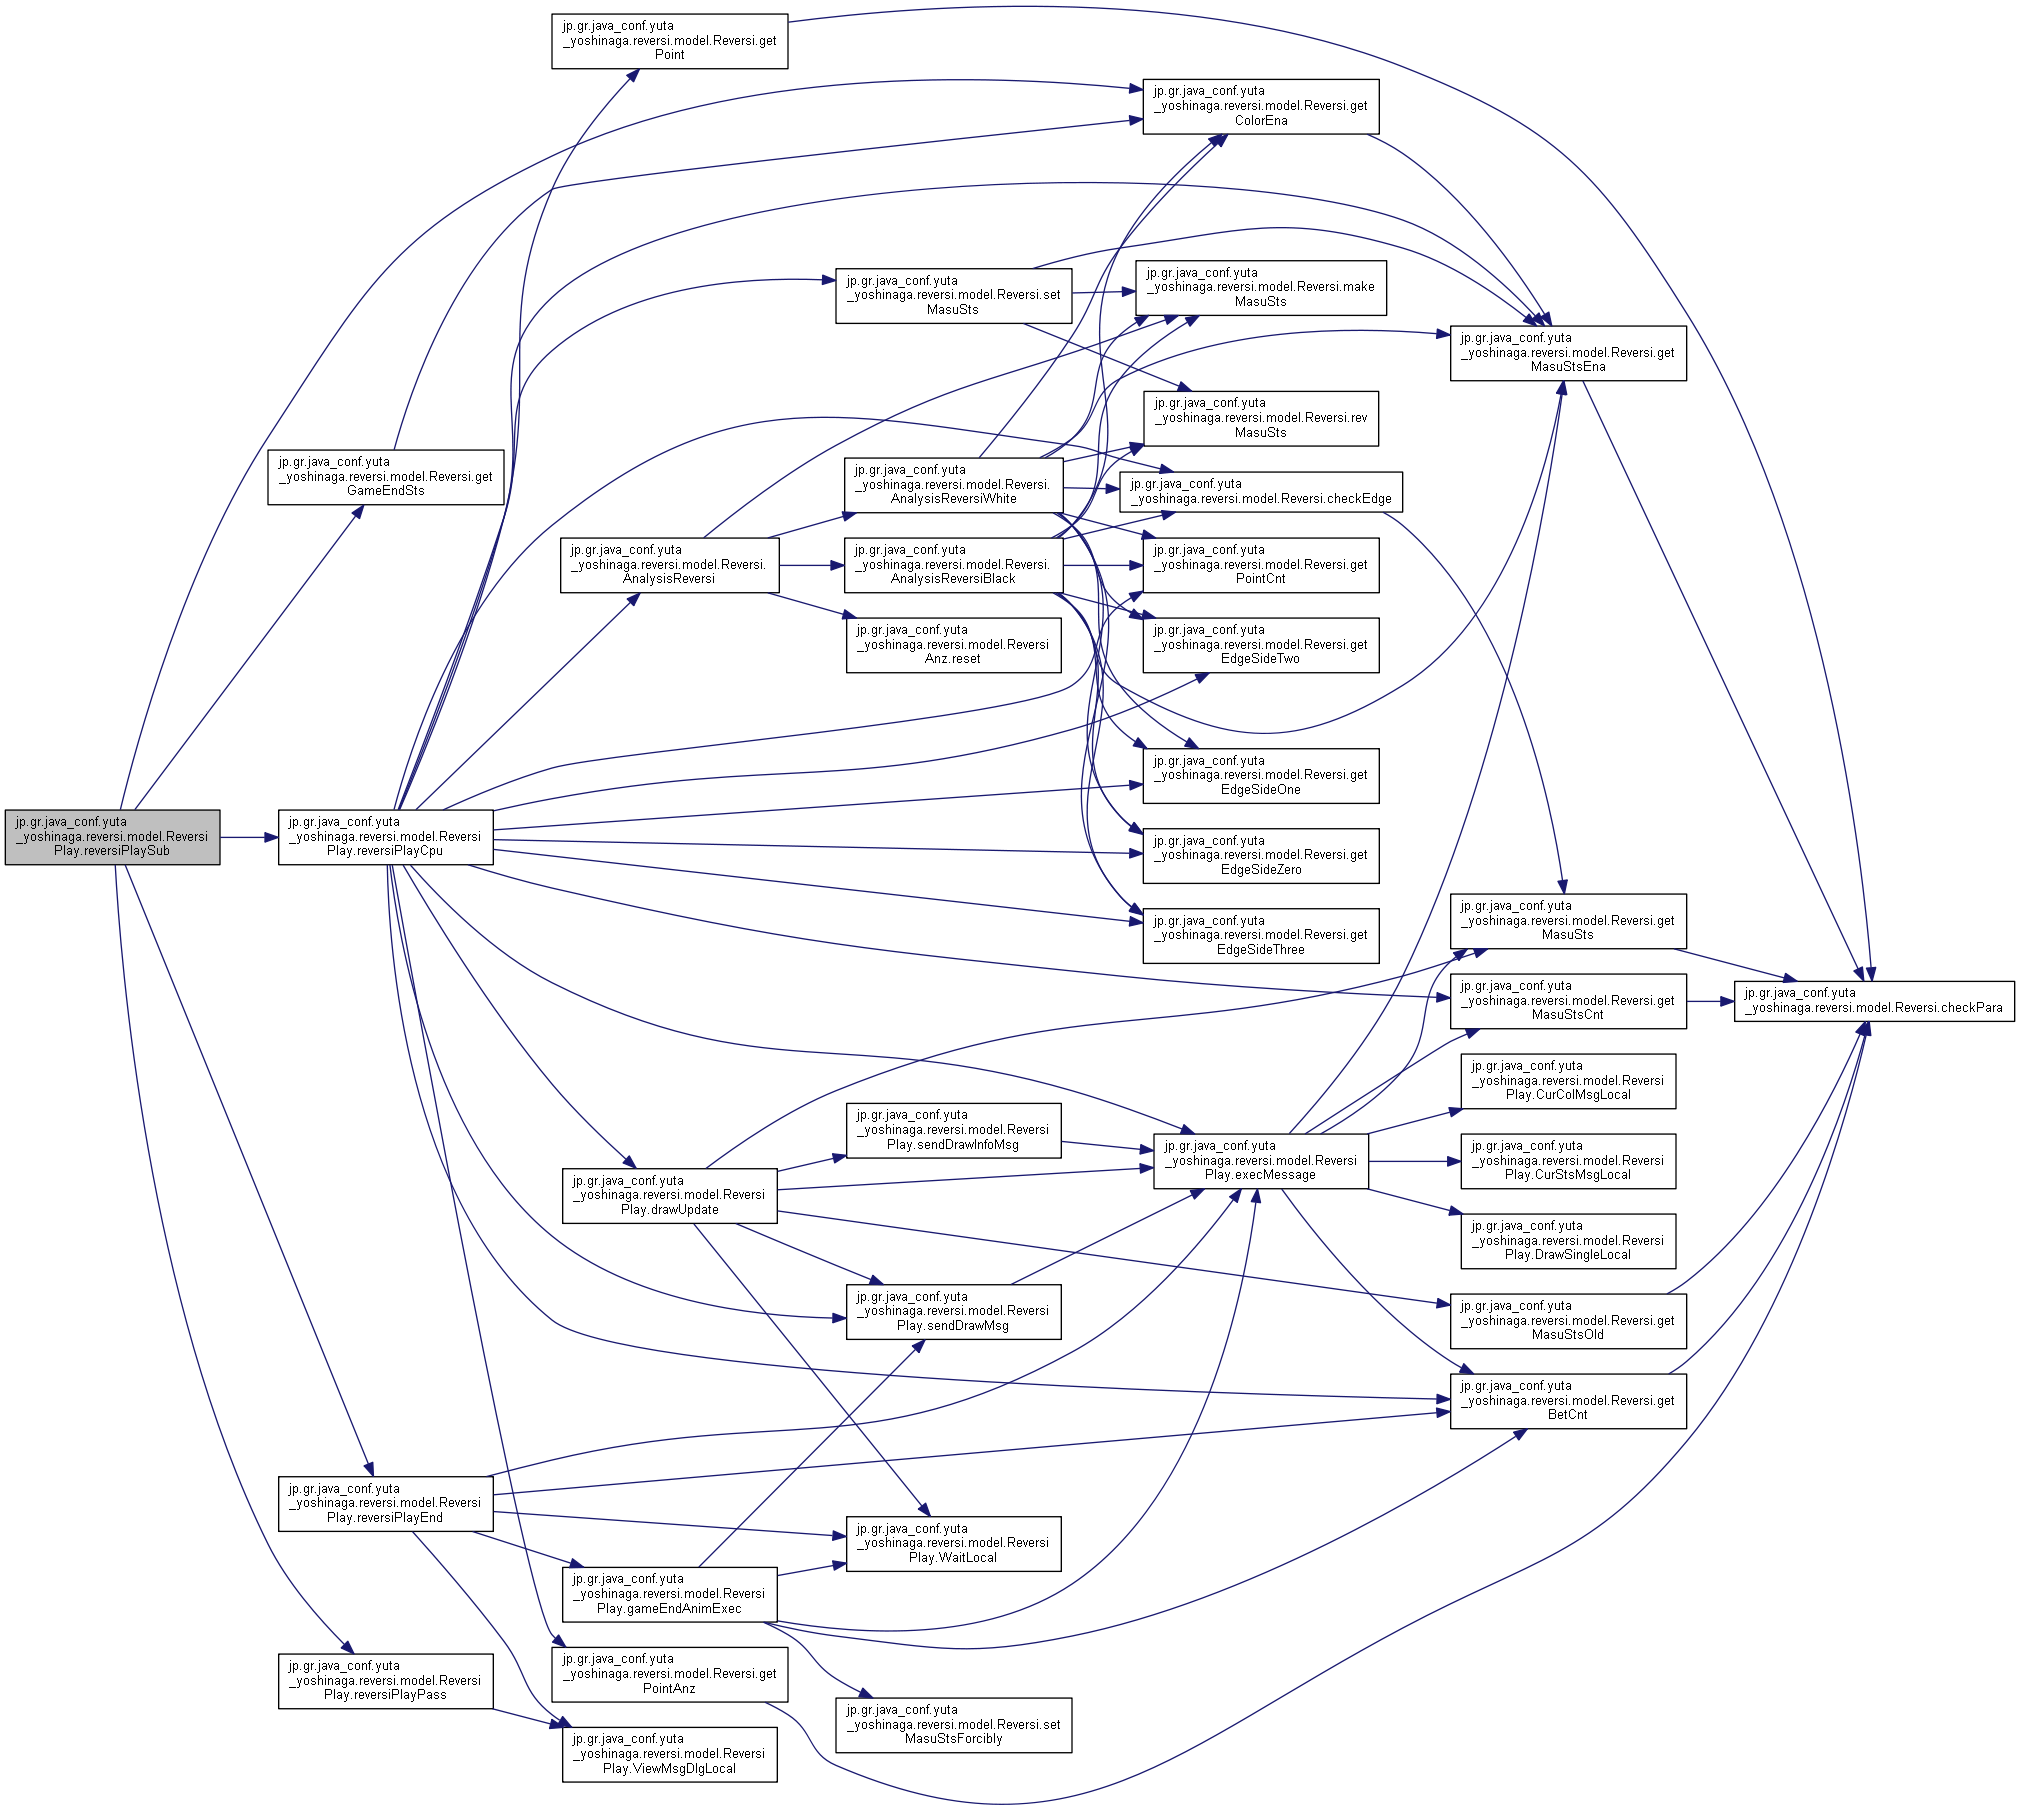 jp.gr.java_conf.yuta
_yoshinaga.reversi.model.Reversi
Play.reversiPlaySub
jp.gr.java_conf.yuta
_yoshinaga.reversi.model.Reversi.get
GameEndSts
jp.gr.java_conf.yuta
_yoshinaga.reversi.model.Reversi
Play.reversiPlayCpu
jp.gr.java_conf.yuta
_yoshinaga.reversi.model.Reversi
Play.reversiPlayEnd
jp.gr.java_conf.yuta
_yoshinaga.reversi.model.Reversi
Play.reversiPlayPass
jp.gr.java_conf.yuta
_yoshinaga.reversi.model.Reversi.get
Point
jp.gr.java_conf.yuta
_yoshinaga.reversi.model.Reversi.
AnalysisReversi
jp.gr.java_conf.yuta
_yoshinaga.reversi.model.Reversi
Play.drawUpdate
jp.gr.java_conf.yuta
_yoshinaga.reversi.model.Reversi
Play.gameEndAnimExec
jp.gr.java_conf.yuta
_yoshinaga.reversi.model.Reversi.get
PointAnz
jp.gr.java_conf.yuta
_yoshinaga.reversi.model.Reversi
Play.ViewMsgDlgLocal
jp.gr.java_conf.yuta
_yoshinaga.reversi.model.Reversi.set
MasuSts
jp.gr.java_conf.yuta
_yoshinaga.reversi.model.Reversi.
AnalysisReversiWhite
jp.gr.java_conf.yuta
_yoshinaga.reversi.model.Reversi.
AnalysisReversiBlack
jp.gr.java_conf.yuta
_yoshinaga.reversi.model.Reversi
Anz.reset
jp.gr.java_conf.yuta
_yoshinaga.reversi.model.Reversi
Play.sendDrawInfoMsg
jp.gr.java_conf.yuta
_yoshinaga.reversi.model.Reversi
Play.sendDrawMsg
jp.gr.java_conf.yuta
_yoshinaga.reversi.model.Reversi
Play.WaitLocal
jp.gr.java_conf.yuta
_yoshinaga.reversi.model.Reversi.set
MasuStsForcibly
jp.gr.java_conf.yuta
_yoshinaga.reversi.model.Reversi.get
ColorEna
jp.gr.java_conf.yuta
_yoshinaga.reversi.model.Reversi.make
MasuSts
jp.gr.java_conf.yuta
_yoshinaga.reversi.model.Reversi.rev
MasuSts
jp.gr.java_conf.yuta
_yoshinaga.reversi.model.Reversi.checkEdge
jp.gr.java_conf.yuta
_yoshinaga.reversi.model.Reversi.get
PointCnt
jp.gr.java_conf.yuta
_yoshinaga.reversi.model.Reversi.get
EdgeSideTwo
jp.gr.java_conf.yuta
_yoshinaga.reversi.model.Reversi.get
EdgeSideOne
jp.gr.java_conf.yuta
_yoshinaga.reversi.model.Reversi.get
EdgeSideZero
jp.gr.java_conf.yuta
_yoshinaga.reversi.model.Reversi.get
EdgeSideThree
jp.gr.java_conf.yuta
_yoshinaga.reversi.model.Reversi
Play.execMessage
jp.gr.java_conf.yuta
_yoshinaga.reversi.model.Reversi.get
MasuStsEna
jp.gr.java_conf.yuta
_yoshinaga.reversi.model.Reversi.get
MasuSts
jp.gr.java_conf.yuta
_yoshinaga.reversi.model.Reversi.get
MasuStsCnt
jp.gr.java_conf.yuta
_yoshinaga.reversi.model.Reversi
Play.CurColMsgLocal
jp.gr.java_conf.yuta
_yoshinaga.reversi.model.Reversi
Play.CurStsMsgLocal
jp.gr.java_conf.yuta
_yoshinaga.reversi.model.Reversi
Play.DrawSingleLocal
jp.gr.java_conf.yuta
_yoshinaga.reversi.model.Reversi.get
MasuStsOld
jp.gr.java_conf.yuta
_yoshinaga.reversi.model.Reversi.get
BetCnt
jp.gr.java_conf.yuta
_yoshinaga.reversi.model.Reversi.checkPara